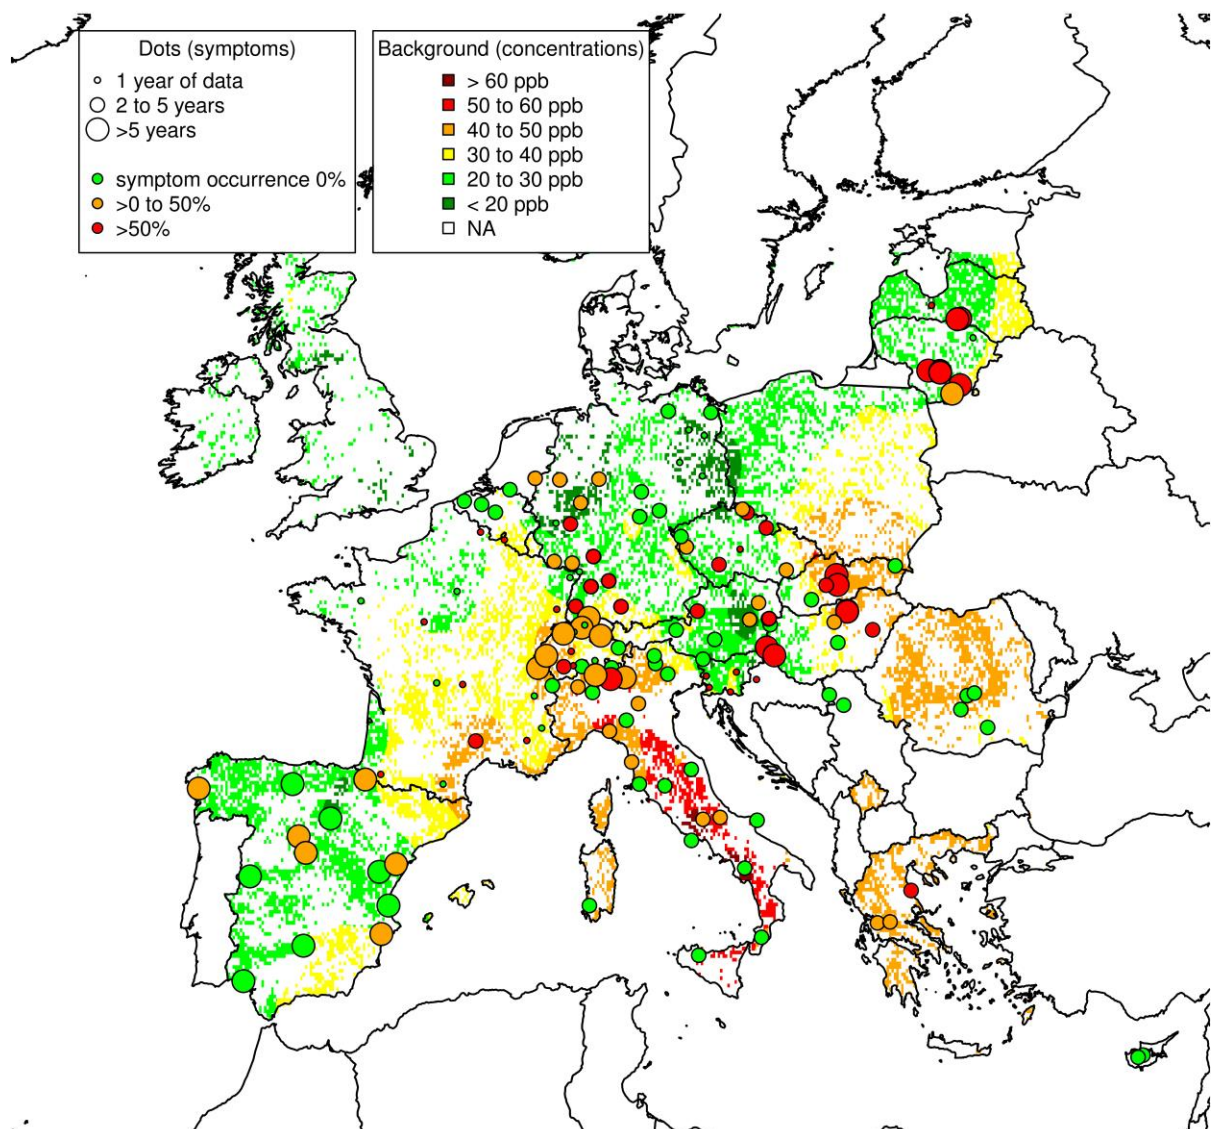 Dots (symptoms)
1 year of data
2 to 5 years
>5 years
symptom occurrence 0%
>0 to 50%
>50%
Background (concentrations)
> 60 ppb
50 to 60 ppb
40 to 50 ppb
30 to 40 ppb
20 to 30 ppb
< 20 ppb
NA